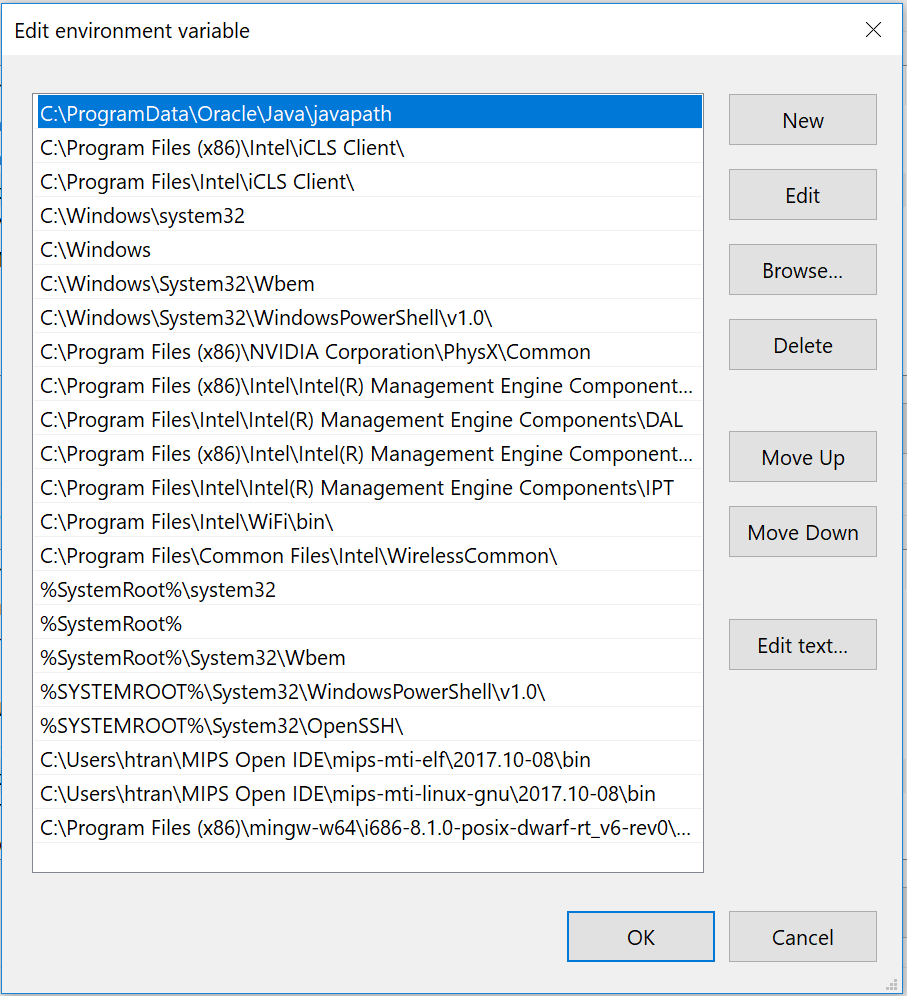 Edit environment variable
C:\ProgramData\Oracle\Java\javapath
C:\Program Files (x86)\Intel\iCLS Client\
C:\Program Files\Intel\iCLS Client\
C:\Windows\system32
C:\Windows
C:\Windows\System32\Wbem
C:\Windows\System32\WindowsPowerShell\v1.0\
C:\Program Files (x86)\NVIDIA Corporation\PhysX\Common
C:\Program Files (x86)\Intel\Intel(R) Management Engine Component...
C:\Program Files\Intel\Intel(R) Management Engine Components\DAL
C:\Program Files (x86)\Intel\Intel(R) Management Engine Component...
C:\Program Files\Intel\Intel(R) Management Engine Components\IPT
C:\Program Files\Intel\WiFi\bin\
C:\Program Files\Common Files\Intel\WirelessCommon\
%SystemRoot%\system32
%SystemRoot%
%SystemRoot%\System32\Wbem
%SYSTEMROOT%\System32\WindowsPowerShell\v1.0\
%SYSTEMROOT%\System32\OpenSSH\
C:\Users\htran\MIPS Open IDE\mips-mti-elf\2017.10-08\bin
C:\Users\htran\MIPS Open IDE\mips-mti-linux-gnu\2017.10-08\bin
C:\Program Files (x86)\mingw-w64\i686-8.1.0-posix-dwarf-rt_v6-rev0\...
New
Edit
Browse...
Delete
Move Up
Move Down
Edit text...
OK
Cancel